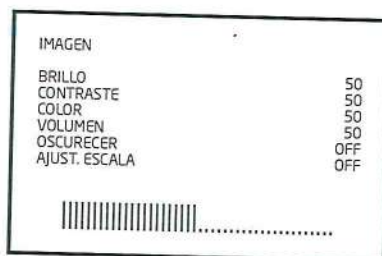 IMAGEN
BRILLO 50
CONTRASTE 50
COLOR 50
VOLUMEN 50
OSCURECER OFF
AJUST. ESCALA OFF